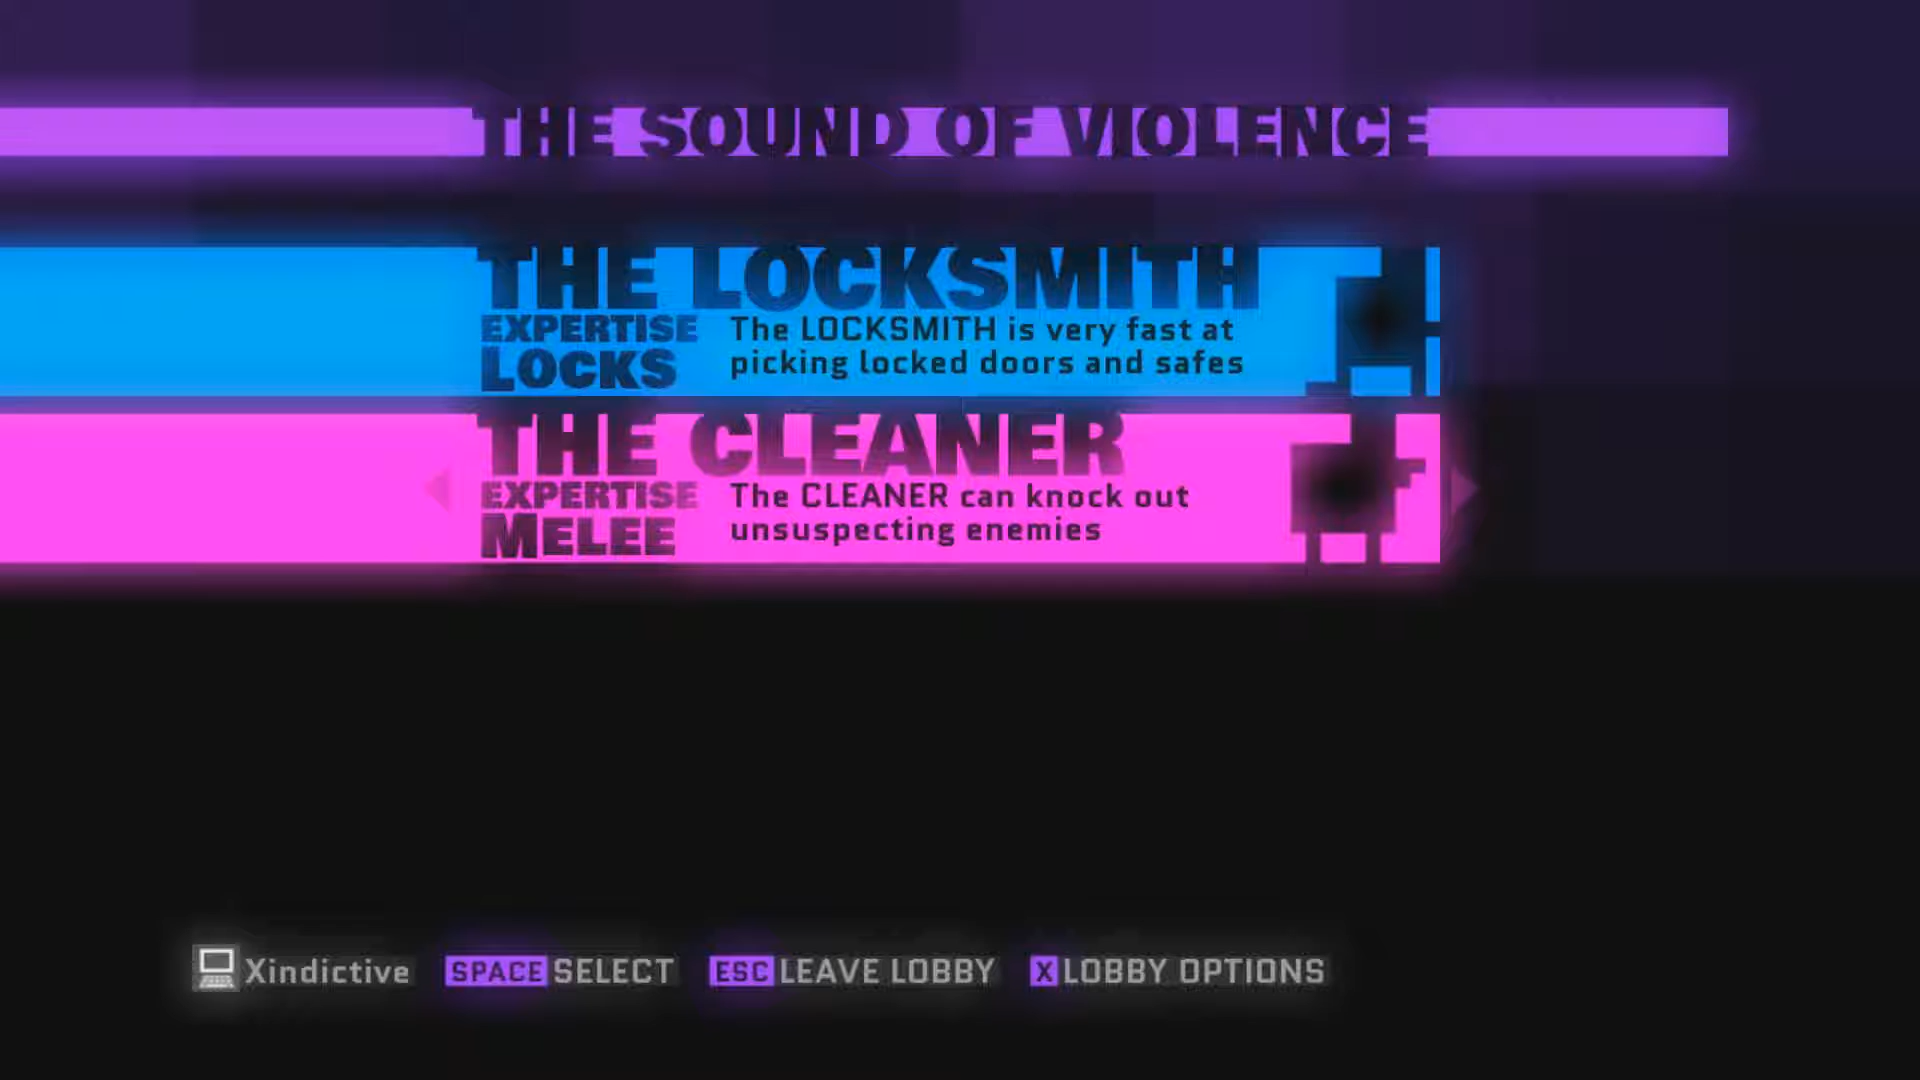 THE SOUND OF VIOLENCE
THE LOCKSMITH
EXPERTISE
LOCKS
The LOCKSMITH is very fast at
picking locked doors and safes
THE CLEANER
EXPERTISE
MELEE
The CLEANER can knock out
unsuspecting enemies
Xindictive SPACE SELECT ESC LEAVE LOBBY X LOBBY OPTIONS